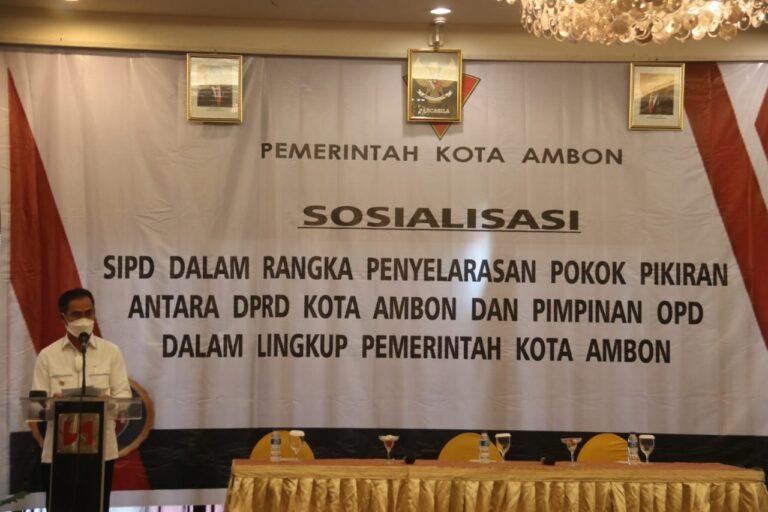 PANCASILA
PEMERINTAH KOTA AMBON
SOSIALISASI
SIPD DALAM RANGKA PENYELARASAN POKOK PIKIRAN
ANTARA DPRD KOTA AMBON DAN PIMPINAN OPD
DALAM LINGKUP PEMERINTAH KOTA AMBON